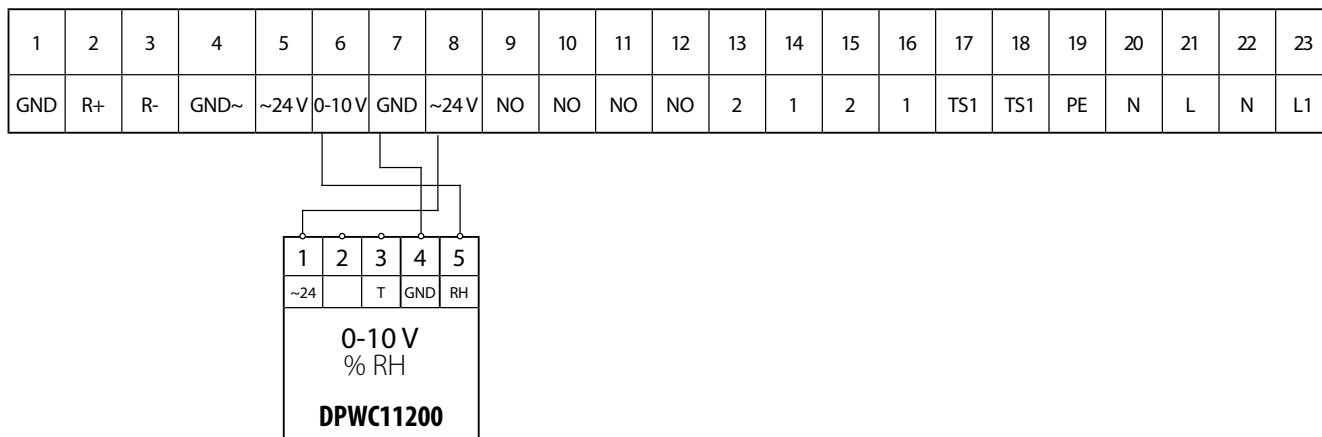 1 2 3 4 5 6 7 8 9 10 11 12 13 14 15 16 17 18 19 20 21 22 23
GND R+ R- GND~ ~24 V 0-10 V GND ~24 V NO NO NO NO 2 1 2 1 TS1 TS1 PE N L N L1
1 2 3 4 5
~24 T GND RH
0-10 V
% RH
DPWC11200